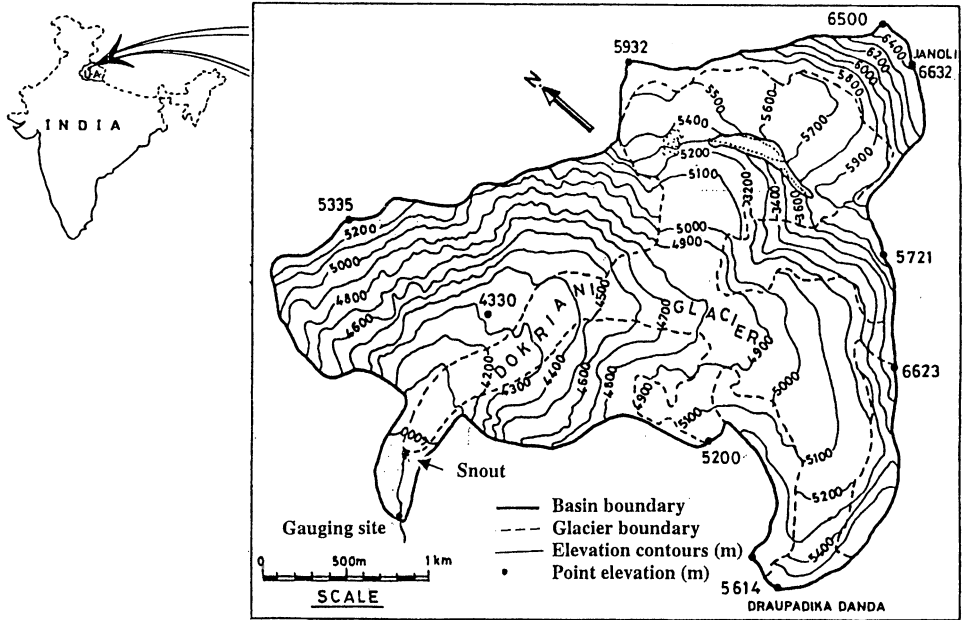 INDIA
U.A.
N
6500
JANOLI
6632
6400
6200
6000
5800
5932
5500
5600
5700
5900
5400
5200
5100
5335
5200
5000
4800
4600
5000
4900
5721
4330
DOKRIANI GLACIER
4500
4700
4900
4200
4300
4400
4600
4800
4900
5000
6623
5100
5200
5100
5200
5400
5614
DRAUPADIKA DANDA
4000
Snout
Gauging site
0 500m 1 km
SCALE
Basin boundary
Glacier boundary
Elevation contours (m)
Point elevation (m)